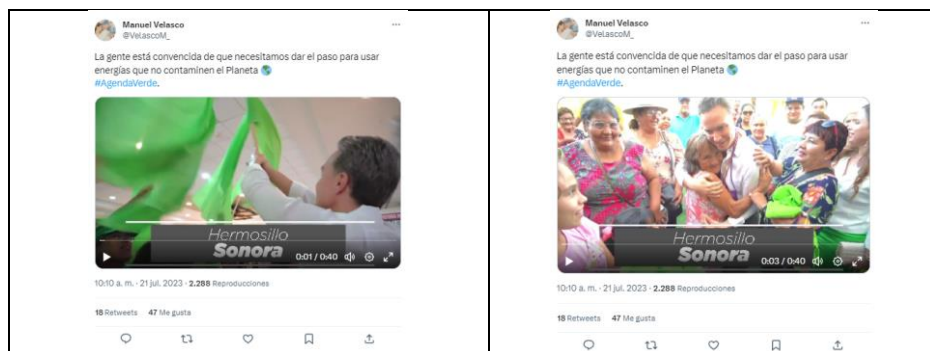 Manuel Velasco
@VelascoM_
La gente está convencida de que necesitamos dar el paso para usar
energías que no contaminen el Planeta 🌎
#AgendaVerde.
Hermosillo
Sonora
0:01 / 0:40
10:10 a. m. · 21 jul. 2023 · 2.288 Reproducciones
18 Retweets 47 Me gusta
Manuel Velasco
@VelascoM_
La gente está convencida de que necesitamos dar el paso para usar
energías que no contaminen el Planeta 🌎
#AgendaVerde.
Hermosillo
Sonora
0:03 / 0:40
10:10 a. m. · 21 jul. 2023 · 2.288 Reproducciones
18 Retweets 47 Me gusta